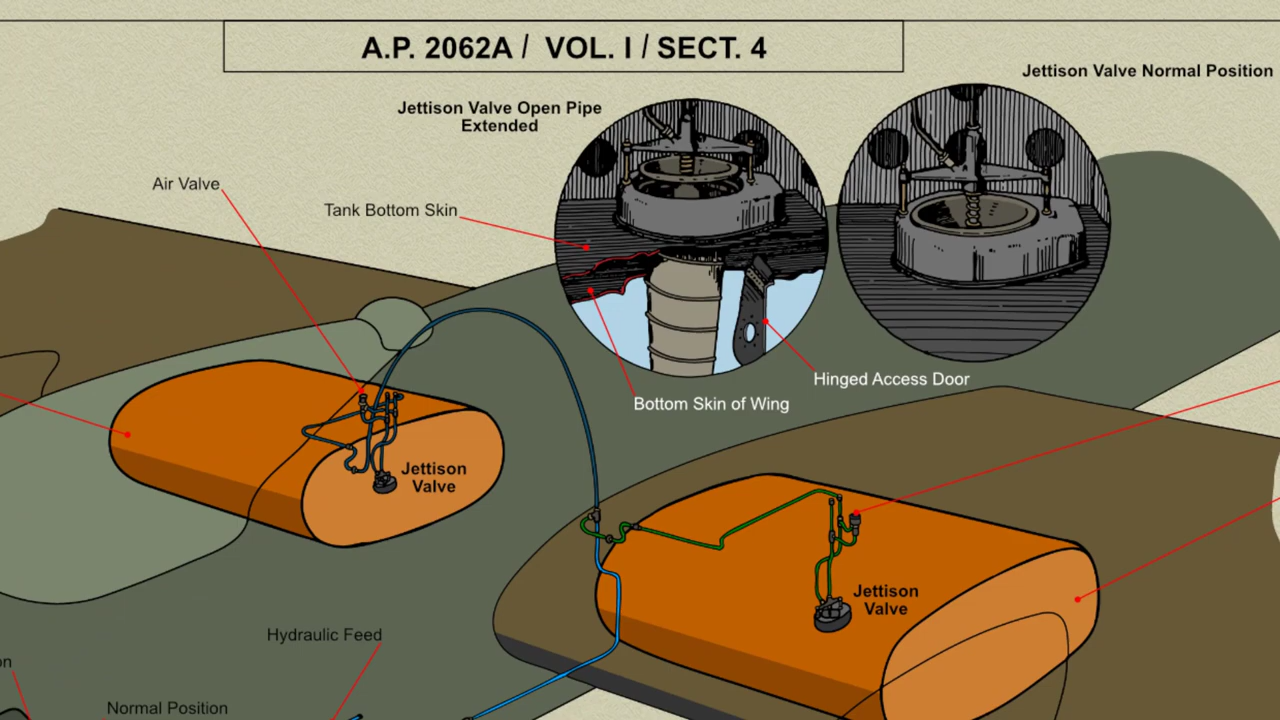 A.P. 2062A / VOL. I / SECT. 4
Jettison Valve Normal Position
Jettison Valve Open Pipe
Extended
Air Valve
Tank Bottom Skin
Hinged Access Door
Bottom Skin of Wing
Jettison
Valve
Jettison
Valve
Hydraulic Feed
on
Normal Position